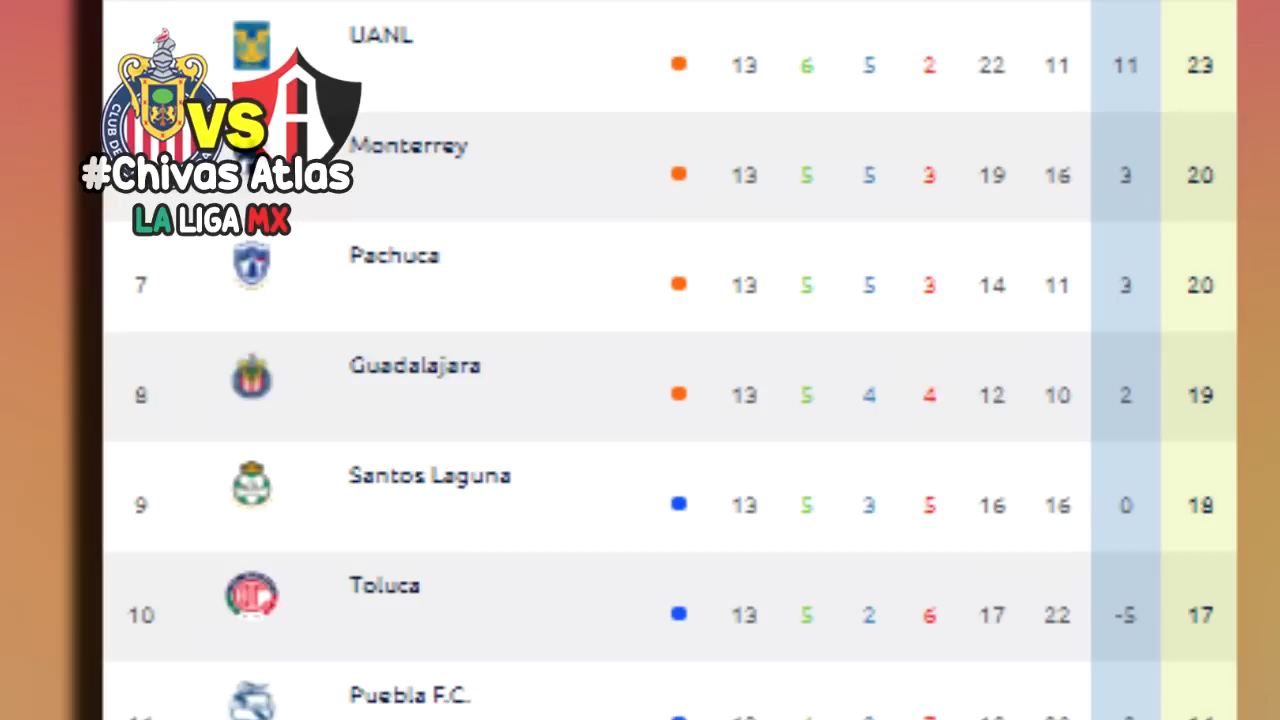 UANL
13 6 5 2 22 11 11 23
VS
Monterrey
#Chivas Atlas
13 5 5 3 19 16 3 20
LA LIGA MX
Pachuca
7 13 5 5 3 14 11 3 20
Guadalajara
8 13 5 4 4 12 10 2 19
Santos Laguna
9 13 5 3 5 16 16 0 18
Toluca
10 13 5 2 6 17 22 -5 17
Puebla F.C.